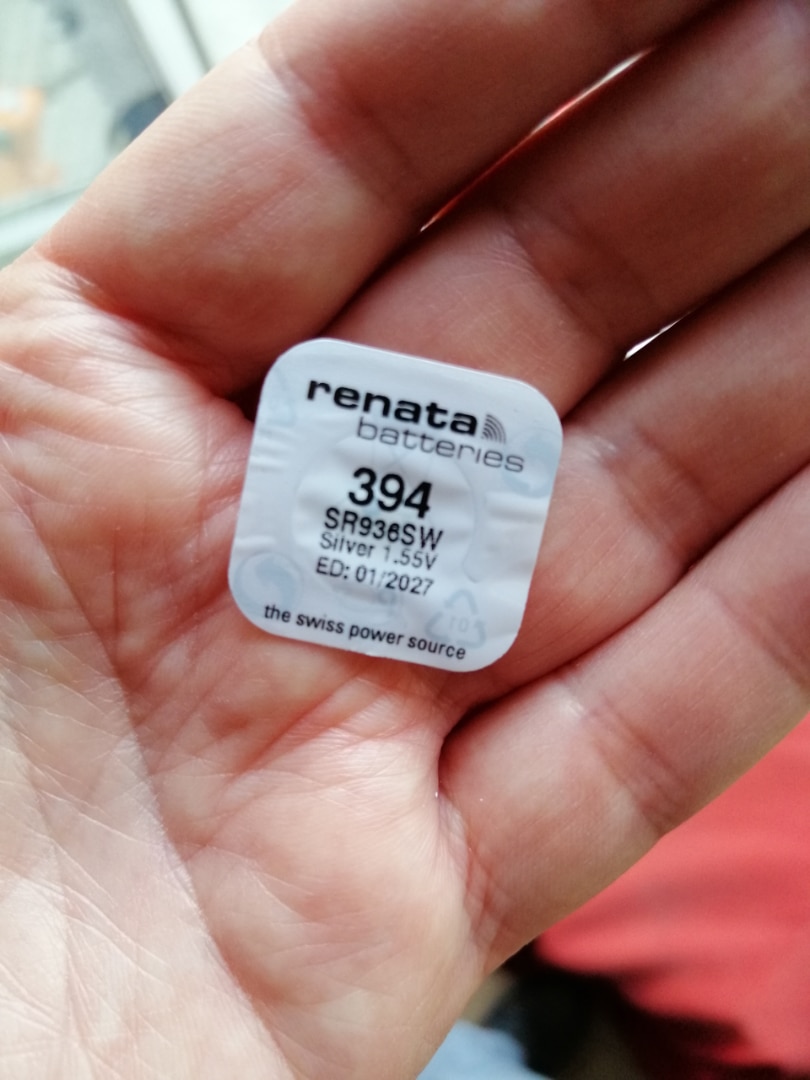 renata
batteries
394
SR936SW
Silver 1.55V
ED: 01/2027
the swiss power source